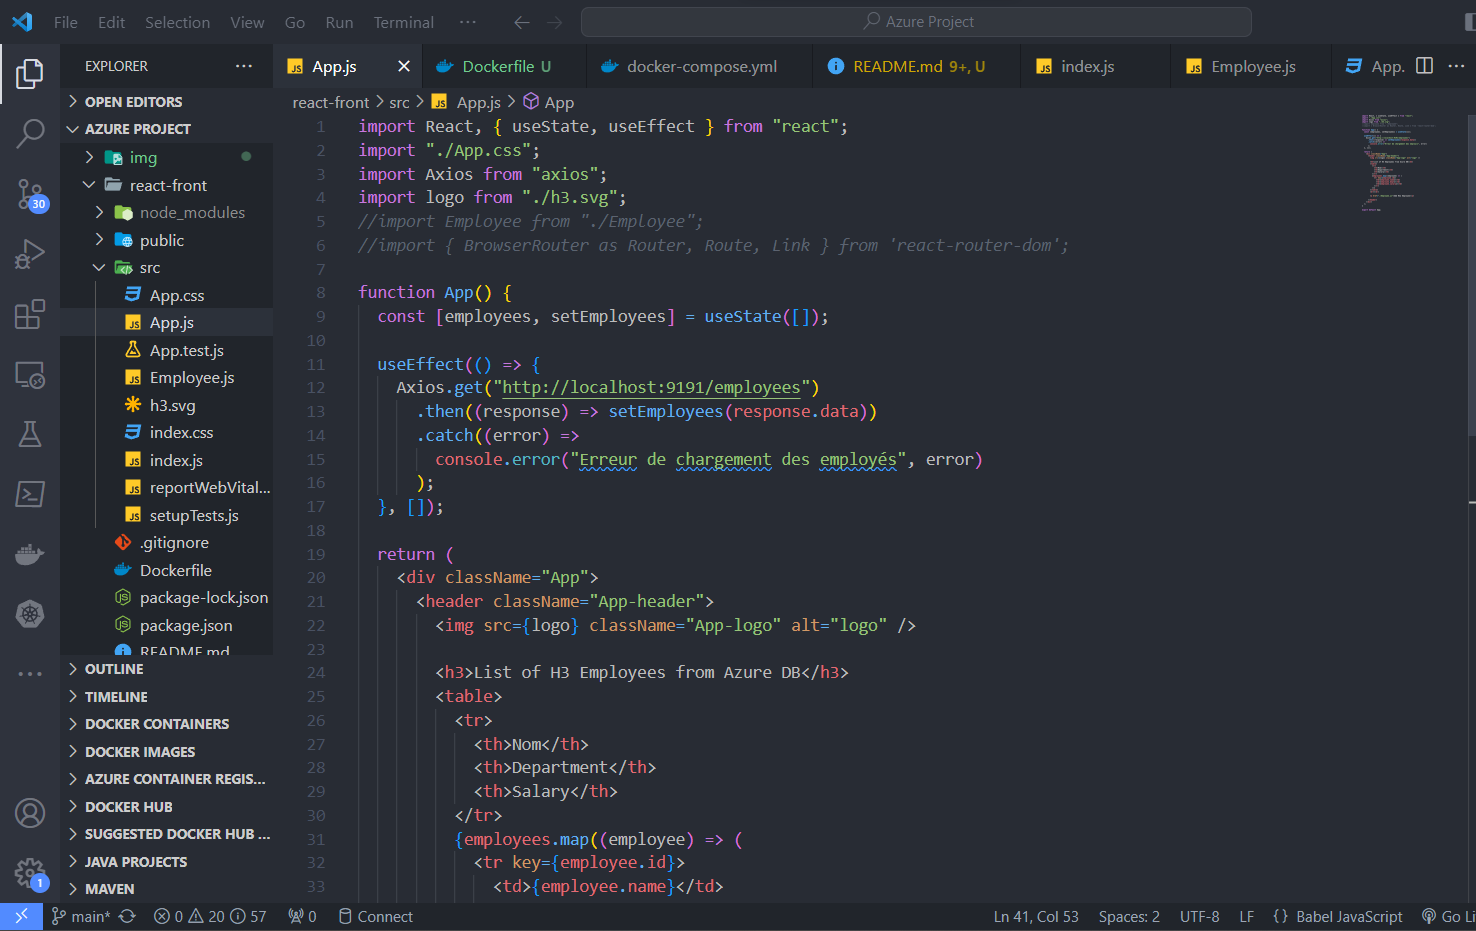 File Edit Selection View Go Run Terminal ··· Azure Project
EXPLORER ···
App.js Dockerfile U docker-compose.yml README.md 9+, U index.js Employee.js App. ···
OPEN EDITORS
AZURE PROJECT
img
react-front
node_modules
public
src
App.css
App.js
App.test.js
Employee.js
h3.svg
index.css
index.js
reportWebVital...
setupTests.js
.gitignore
Dockerfile
package-lock.json
package.json
README.md
OUTLINE
TIMELINE
DOCKER CONTAINERS
DOCKER IMAGES
AZURE CONTAINER REGIS...
DOCKER HUB
SUGGESTED DOCKER HUB ...
JAVA PROJECTS
MAVEN
30
1
react-front > src > App.js > App
1 import React, { useState, useEffect } from "react";
2 import "./App.css";
3 import Axios from "axios";
4 import logo from "./h3.svg";
5 //import Employee from "./Employee";
6 //import { BrowserRouter as Router, Route, Link } from 'react-router-dom';
7
8 function App() {
9 const [employees, setEmployees] = useState([]);
10
11 useEffect(() => {
12 Axios.get("http://localhost:9191/employees")
13 .then((response) => setEmployees(response.data))
14 .catch((error) =>
15 console.error("Erreur de chargement des employés", error)
16 );
17 }, []);
18
19 return (
20 <div className="App">
21 <header className="App-header">
22 <img src={logo} className="App-logo" alt="logo" />
23
24 <h3>List of H3 Employees from Azure DB</h3>
25 <table>
26 <tr>
27 <th>Nom</th>
28 <th>Department</th>
29 <th>Salary</th>
30 </tr>
31 {employees.map((employee) => (
32 <tr key={employee.id}>
33 <td>{employee.name}</td>
main* 0 20 57 0 Connect Ln 41, Col 53 Spaces: 2 UTF-8 LF {} Babel JavaScript Go Li